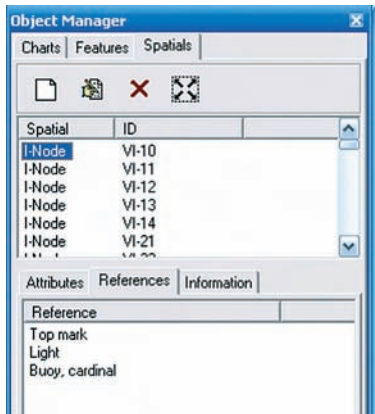 Object Manager
Charts Features Spatials
Spatial ID
I-Node VI-10
I-Node VI-11
I-Node VI-12
I-Node VI-13
I-Node VI-14
I-Node VI-21
Attributes References Information
Reference
Top mark
Light
Buoy, cardinal